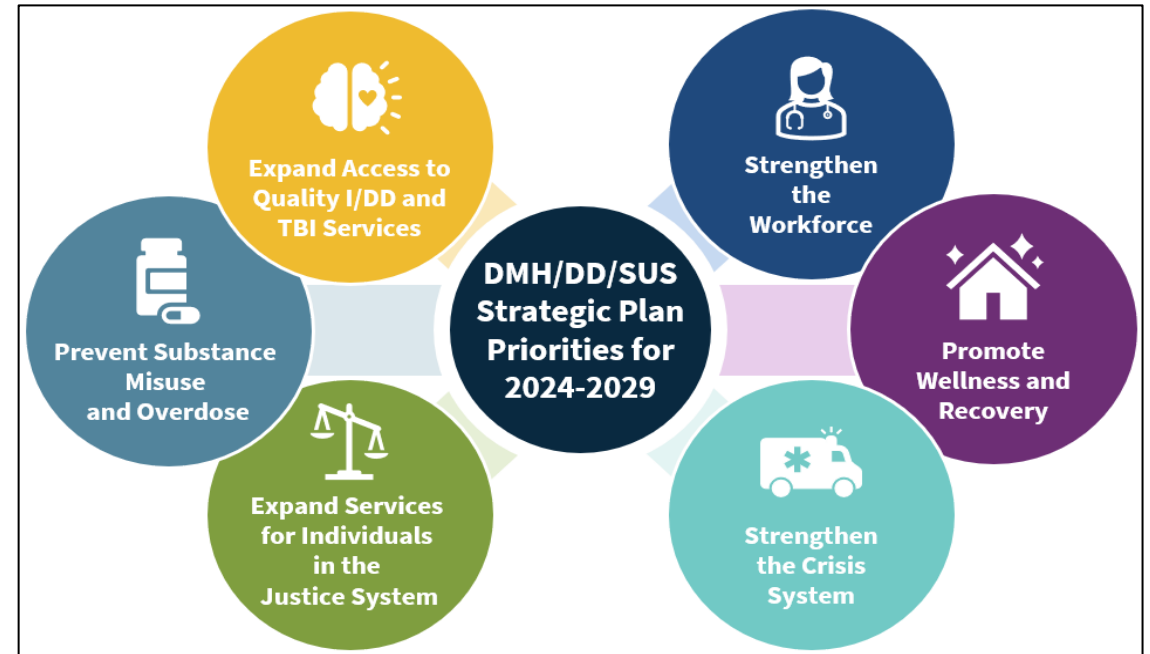 Expand Access to
Quality I/DD and
TBI Services
Strengthen
the
Workforce
Prevent Substance
Misuse
and Overdose
DMH/DD/SUS
Strategic Plan
Priorities for
2024-2029
Promote
Wellness and
Recovery
Expand Services
for Individuals
in the
Justice System
Strengthen
the Crisis
System